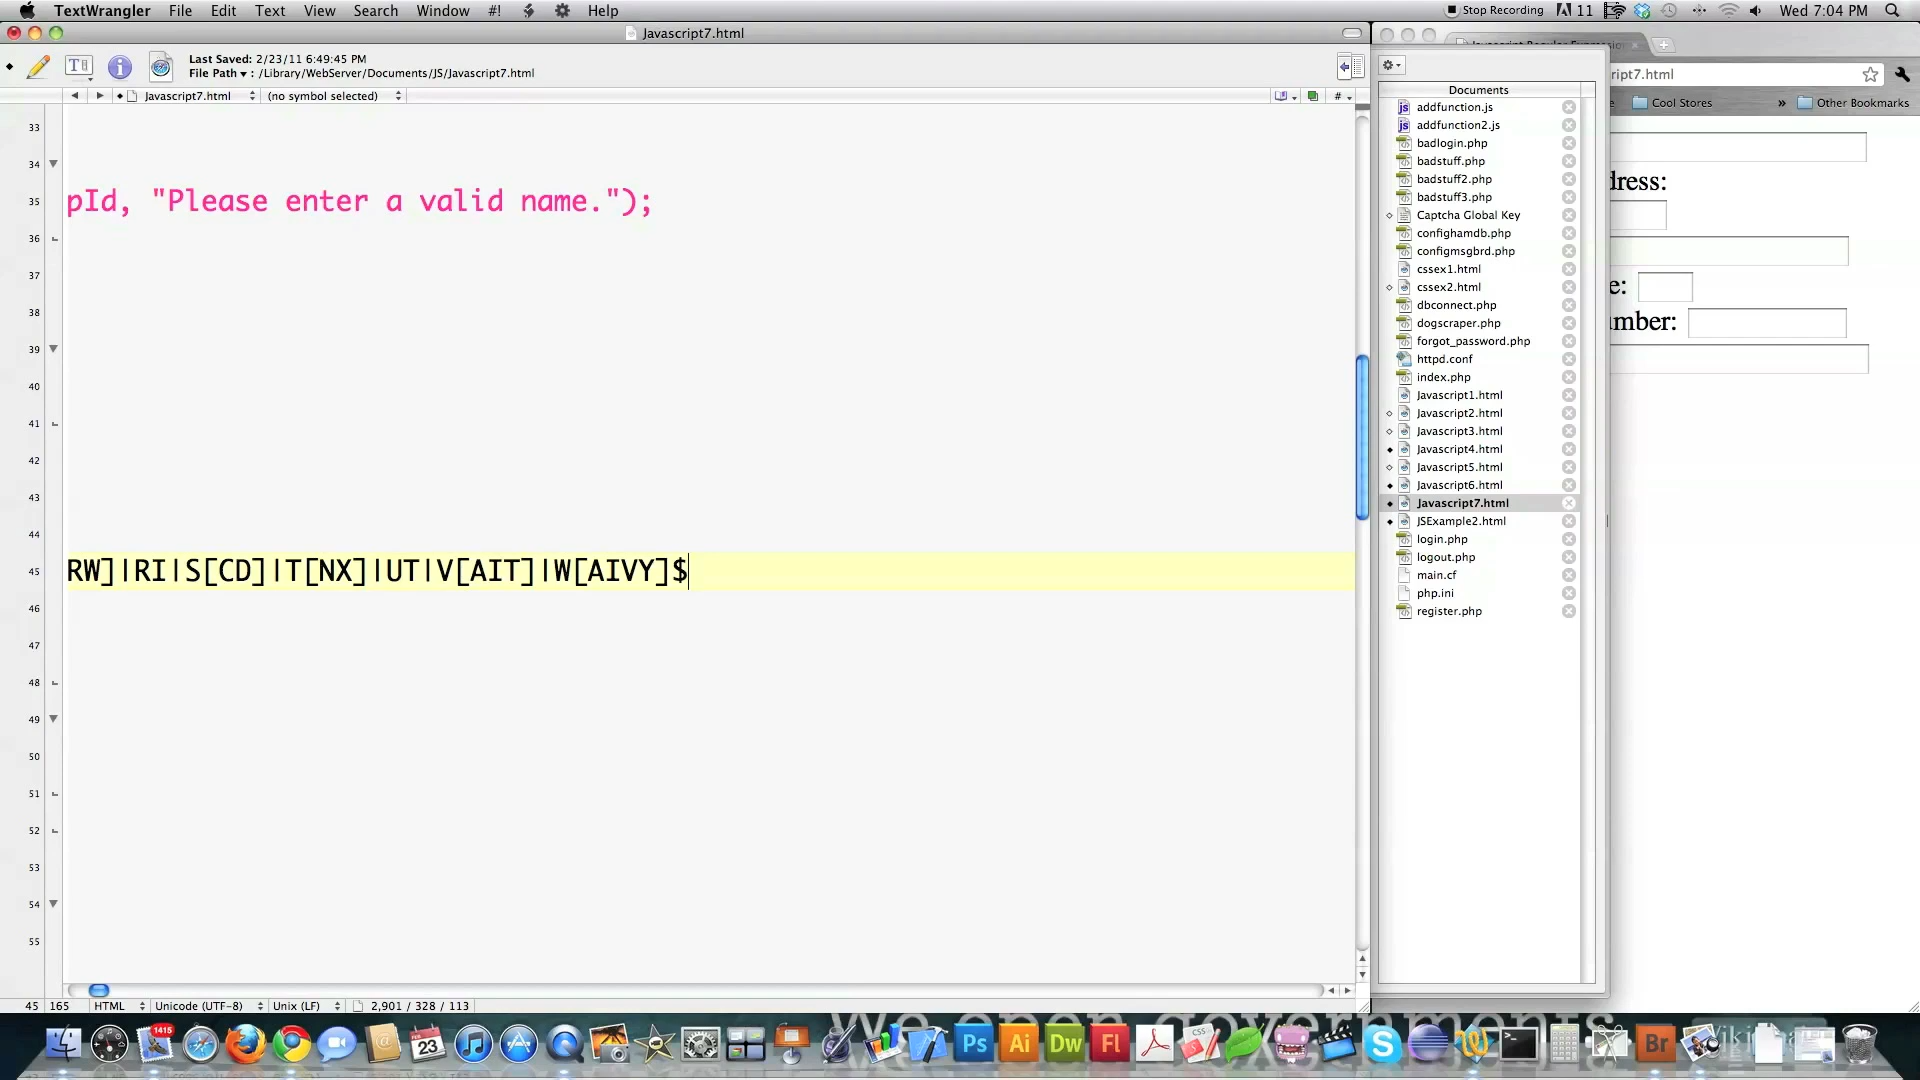 TextWrangler File Edit Text View Search Window #! Help
Stop Recording 11 Wed 7:04 PM
Javascript7.html
Last Saved: 2/23/11 6:49:45 PM
File Path ▾ : /Library/WebServer/Documents/JS/Javascript7.html
Javascript7.html (no symbol selected)
33
34
35 pId, "Please enter a valid name.");
36
37
38
39
40
41
42
43
44
45 RW]|RI|S[CD]|T[NX]|UT|V[AIT]|W[AIVY]$
46
47
48
49
50
51
52
53
54
55
45 165 HTML Unicode (UTF-8) Unix (LF) 2,901 / 328 / 113
Documents
addfunction.js
addfunction2.js
badlogin.php
badstuff.php
badstuff2.php
badstuff3.php
Captcha Global Key
confighamdb.php
configmsgbrd.php
cssex1.html
cssex2.html
dbconnect.php
dogscraper.php
forgot_password.php
httpd.conf
index.php
Javascript1.html
Javascript2.html
Javascript3.html
Javascript4.html
Javascript5.html
Javascript6.html
Javascript7.html
JSExample2.html
login.php
logout.php
main.cf
php.ini
register.php
ript7.html
Cool Stores » Other Bookmarks
dress:
e:
umber:
we open governments.
1415
23
Ps Ai Dw Fl
CSS
Br